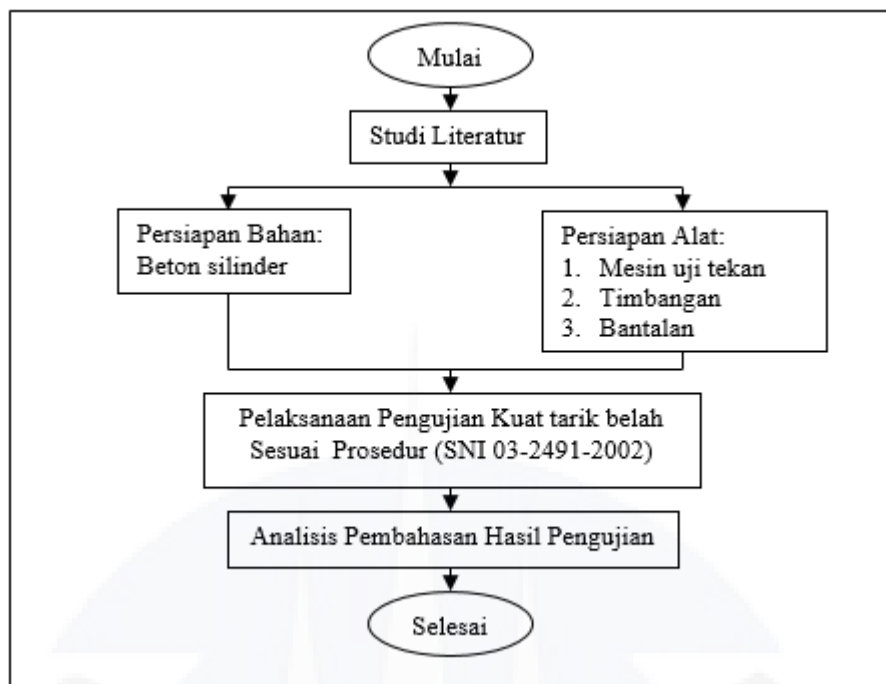 Mulai
Studi Literatur
Persiapan Bahan:
Beton silinder
Persiapan Alat:
1. Mesin uji tekan
2. Timbangan
3. Bantalan
Pelaksanaan Pengujian Kuat tarik belah
Sesuai Prosedur (SNI 03-2491-2002)
Analisis Pembahasan Hasil Pengujian
Selesai